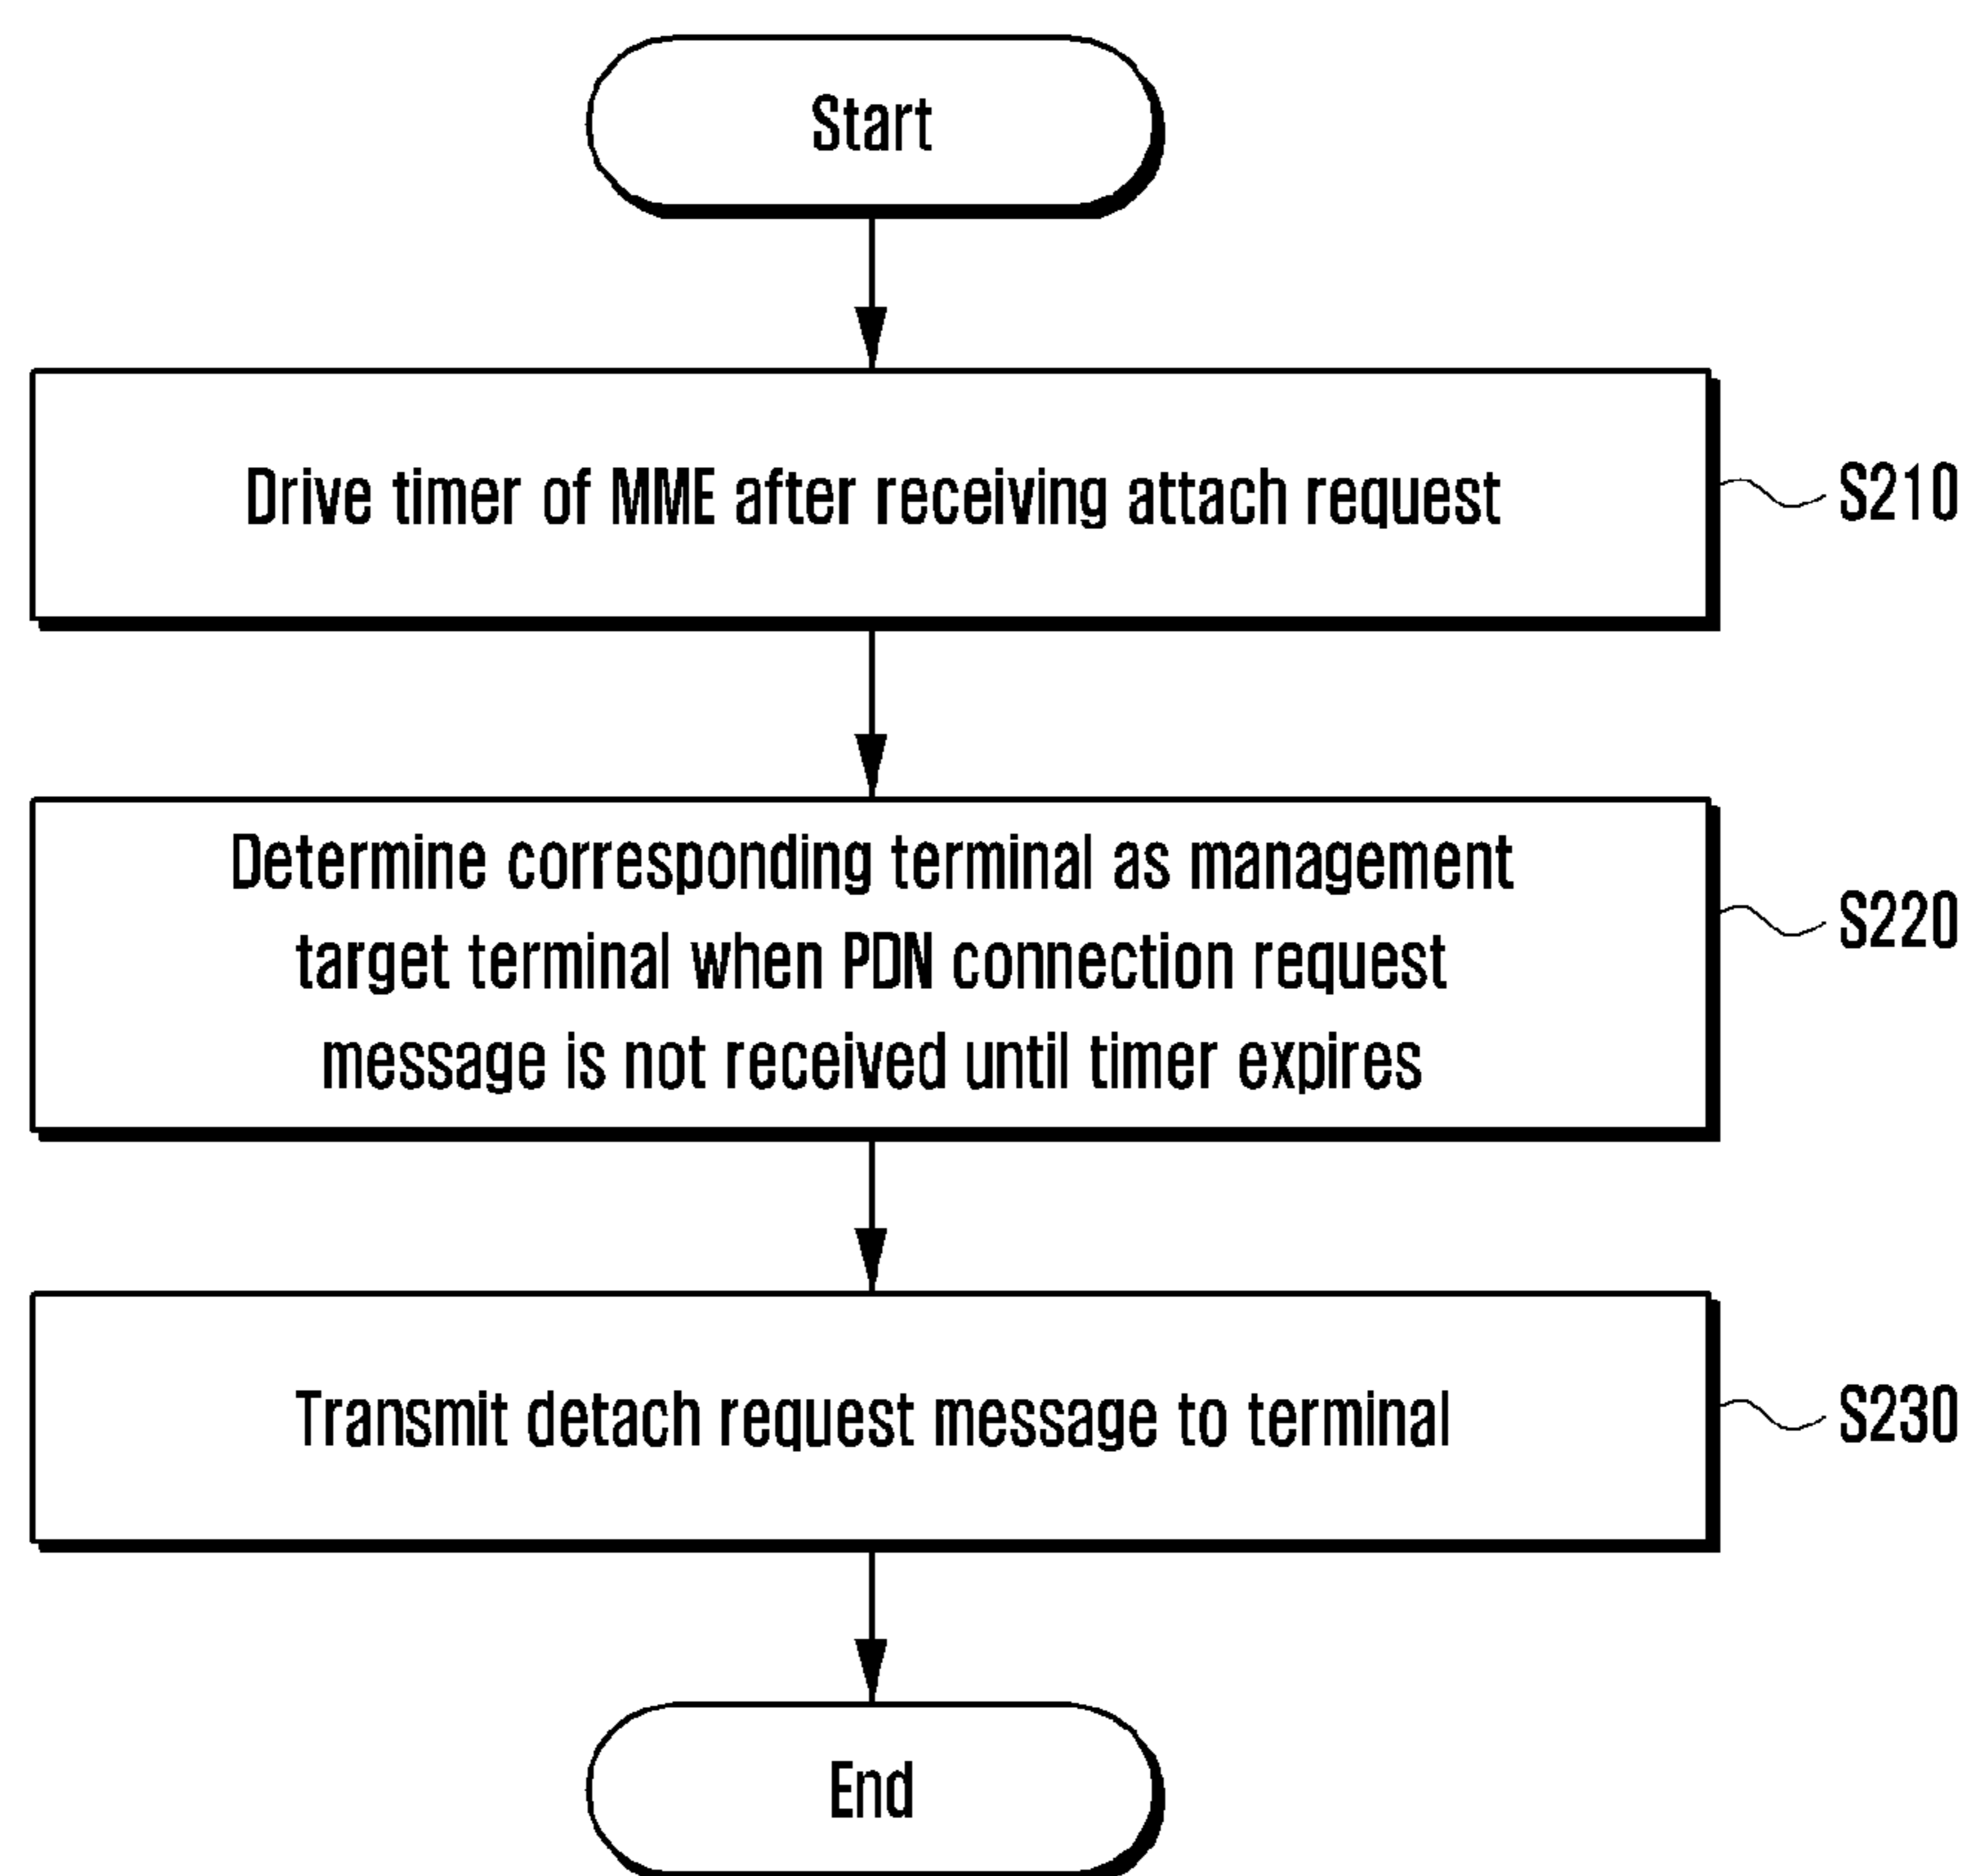 Start
Drive timer of MME after receiving attach request
S210
Determine corresponding terminal as management
target terminal when PDN connection request
message is not received until timer expires
S220
Transmit detach request message to terminal
S230
End